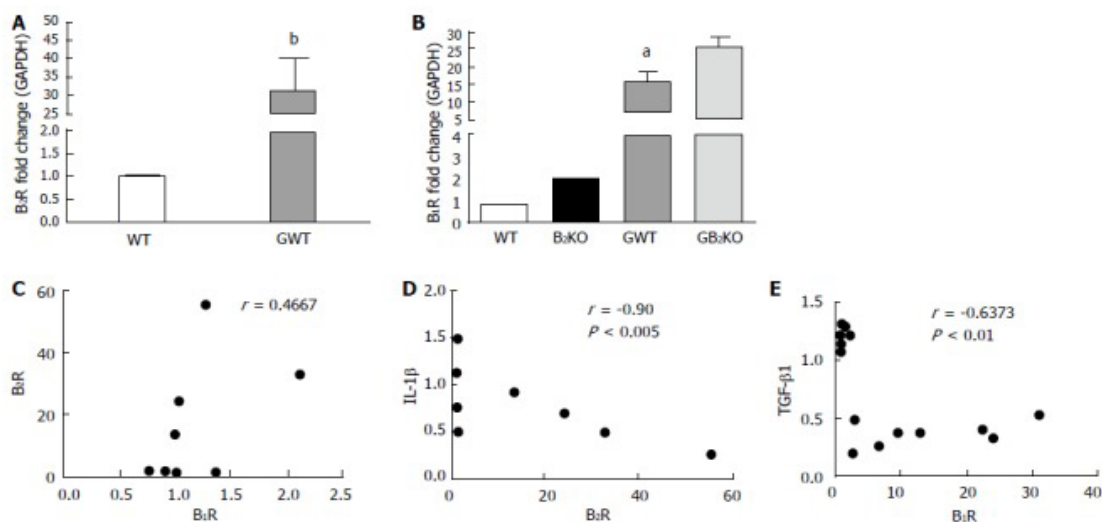 A
B₂R fold change (GAPDH)
50
45
40
35
30
25
2.0
1.5
1.0
0.5
0.0
b
WT GWT
B
B₁R fold change (GAPDH)
30
25
20
15
10
5
4
3
2
1
0
a
WT B₂KO GWT GB₂KO
C
B₂R
60
40
20
0
r = 0.4667
0.0 0.5 1.0 1.5 2.0 2.5
B₁R
D
IL-1β
2.0
1.5
1.0
0.5
0.0
r = -0.90
P < 0.005
0 20 40 60
B₂R
E
TGF-β1
1.5
1.0
0.5
0.0
r = -0.6373
P < 0.01
0 10 20 30 40
B₁R